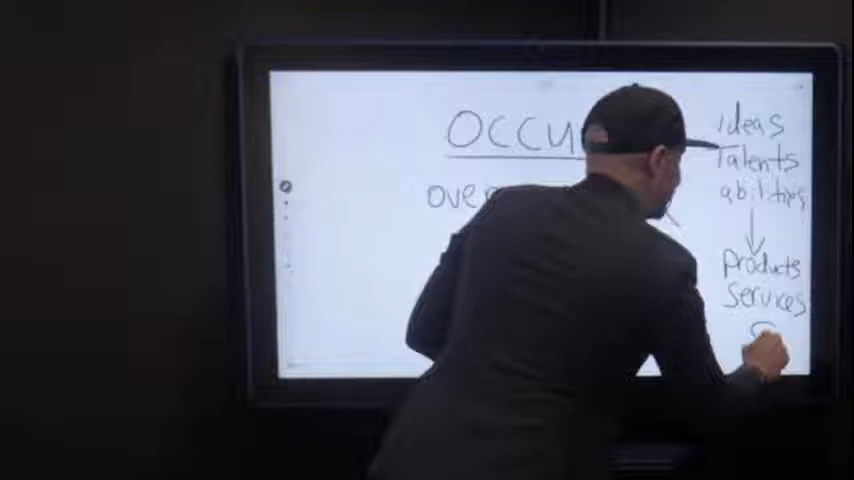 OCCU
ove
ideas
Talents
abilities
products
services